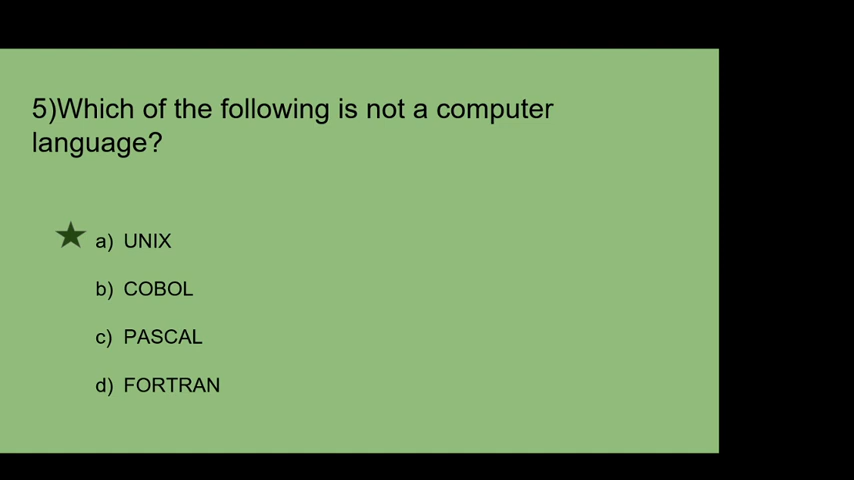 5)Which of the following is not a computer
language?
a) UNIX
b) COBOL
c) PASCAL
d) FORTRAN